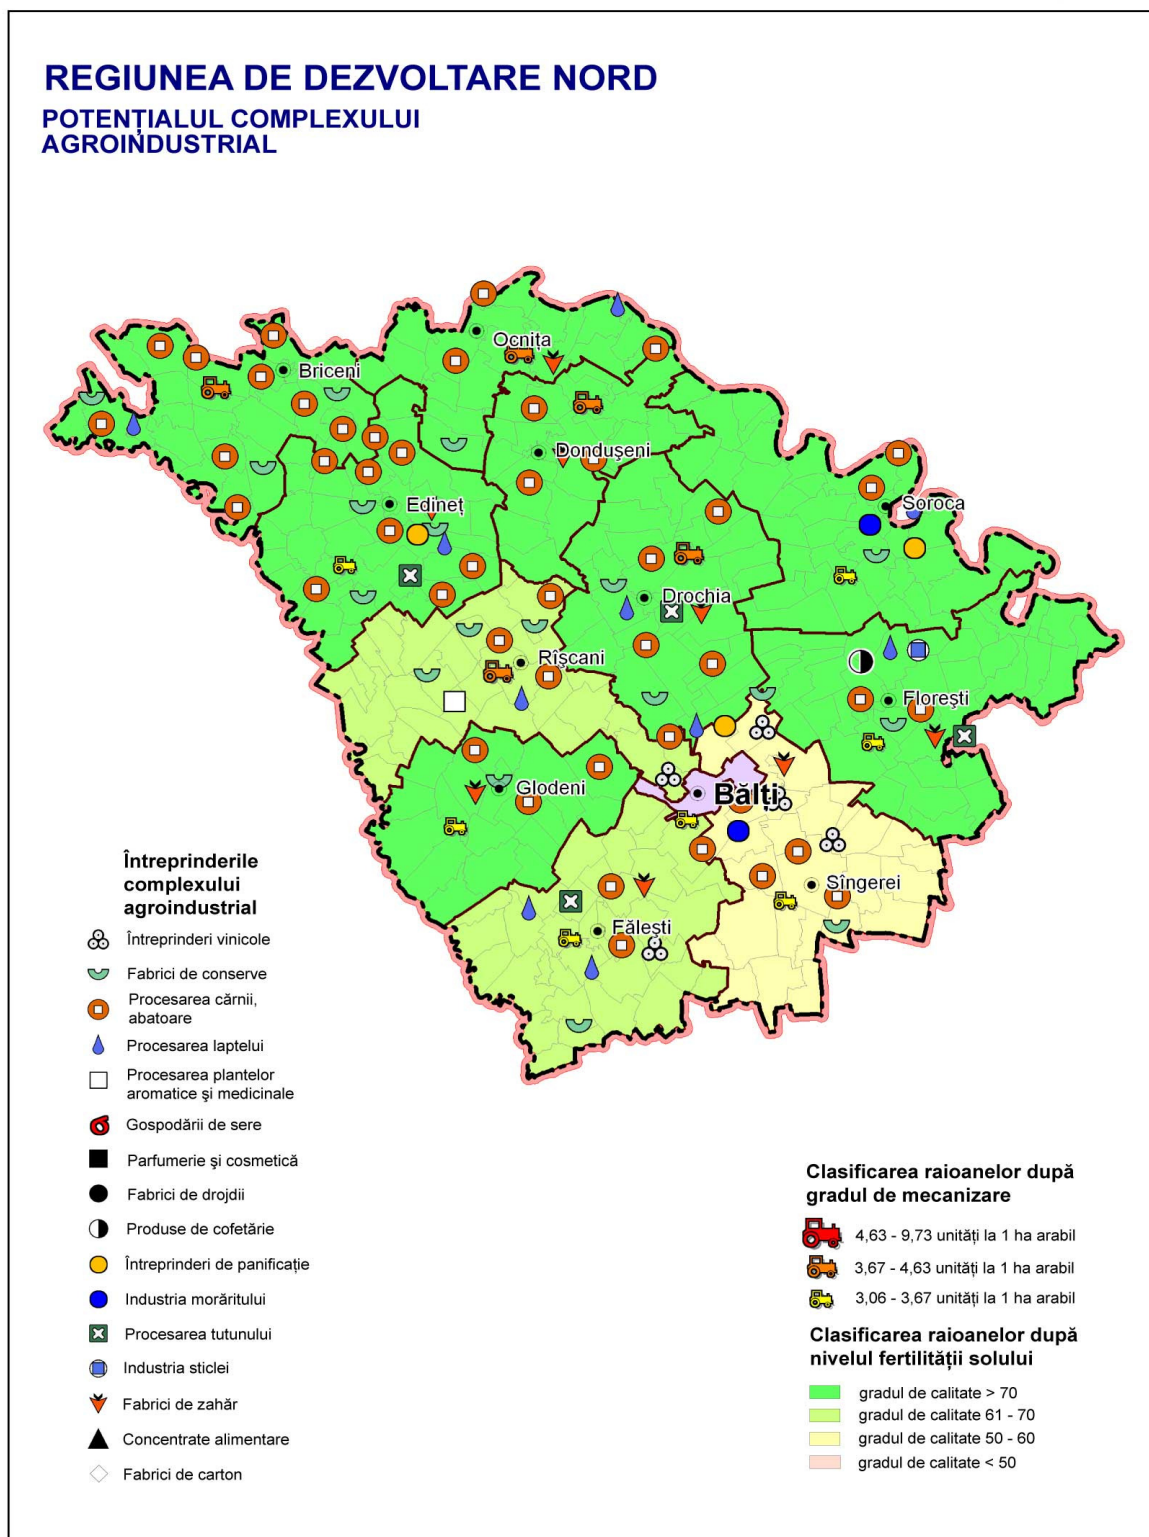 REGIUNEA DE DEZVOLTARE NORD
POTENȚIALUL COMPLEXULUI
AGROINDUSTRIAL
Ocnița
Briceni
Dondușeni
Edineț
Soroca
Drochia
Rîșcani
Florești
Glodeni
Bălți
Sîngerei
Fălești
Întreprinderile
complexului
agroindustrial
Întreprinderi vinicole
Fabrici de conserve
Procesarea cărnii,
abatoare
Procesarea laptelui
Procesarea plantelor
aromatice şi medicinale
Gospodării de sere
Parfumerie şi cosmetică
Fabrici de drojdii
Produse de cofetărie
Întreprinderi de panificație
Industria morăritului
Procesarea tutunului
Industria sticlei
Fabrici de zahăr
Concentrate alimentare
Fabrici de carton
Clasificarea raioanelor după
gradul de mecanizare
4,63 - 9,73 unități la 1 ha arabil
3,67 - 4,63 unități la 1 ha arabil
3,06 - 3,67 unități la 1 ha arabil
Clasificarea raioanelor după
nivelul fertilității solului
gradul de calitate > 70
gradul de calitate 61 - 70
gradul de calitate 50 - 60
gradul de calitate < 50